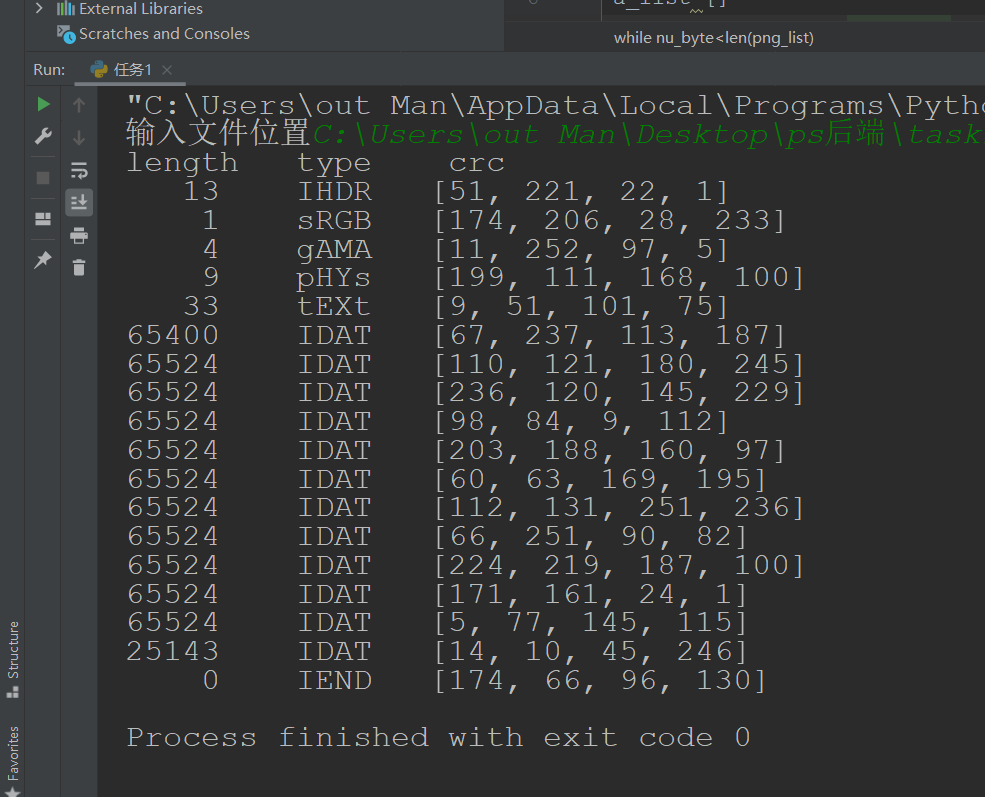 External Libraries
Scratches and Consoles
while nu_byte<len(png_list)
Run: 任务1
"C:\Users\out Man\AppData\Local\Programs\Pytho
输入文件位置C:\Users\out Man\Desktop\ps后端\task
length type crc
13 IHDR [51, 221, 22, 1]
1 sRGB [174, 206, 28, 233]
4 gAMA [11, 252, 97, 5]
9 pHYs [199, 111, 168, 100]
33 tEXt [9, 51, 101, 75]
65400 IDAT [67, 237, 113, 187]
65524 IDAT [110, 121, 180, 245]
65524 IDAT [236, 120, 145, 229]
65524 IDAT [98, 84, 9, 112]
65524 IDAT [203, 188, 160, 97]
65524 IDAT [60, 63, 169, 195]
65524 IDAT [112, 131, 251, 236]
65524 IDAT [66, 251, 90, 82]
65524 IDAT [224, 219, 187, 100]
65524 IDAT [171, 161, 24, 1]
65524 IDAT [5, 77, 145, 115]
25143 IDAT [14, 10, 45, 246]
0 IEND [174, 66, 96, 130]
Process finished with exit code 0
Structure
Favorites